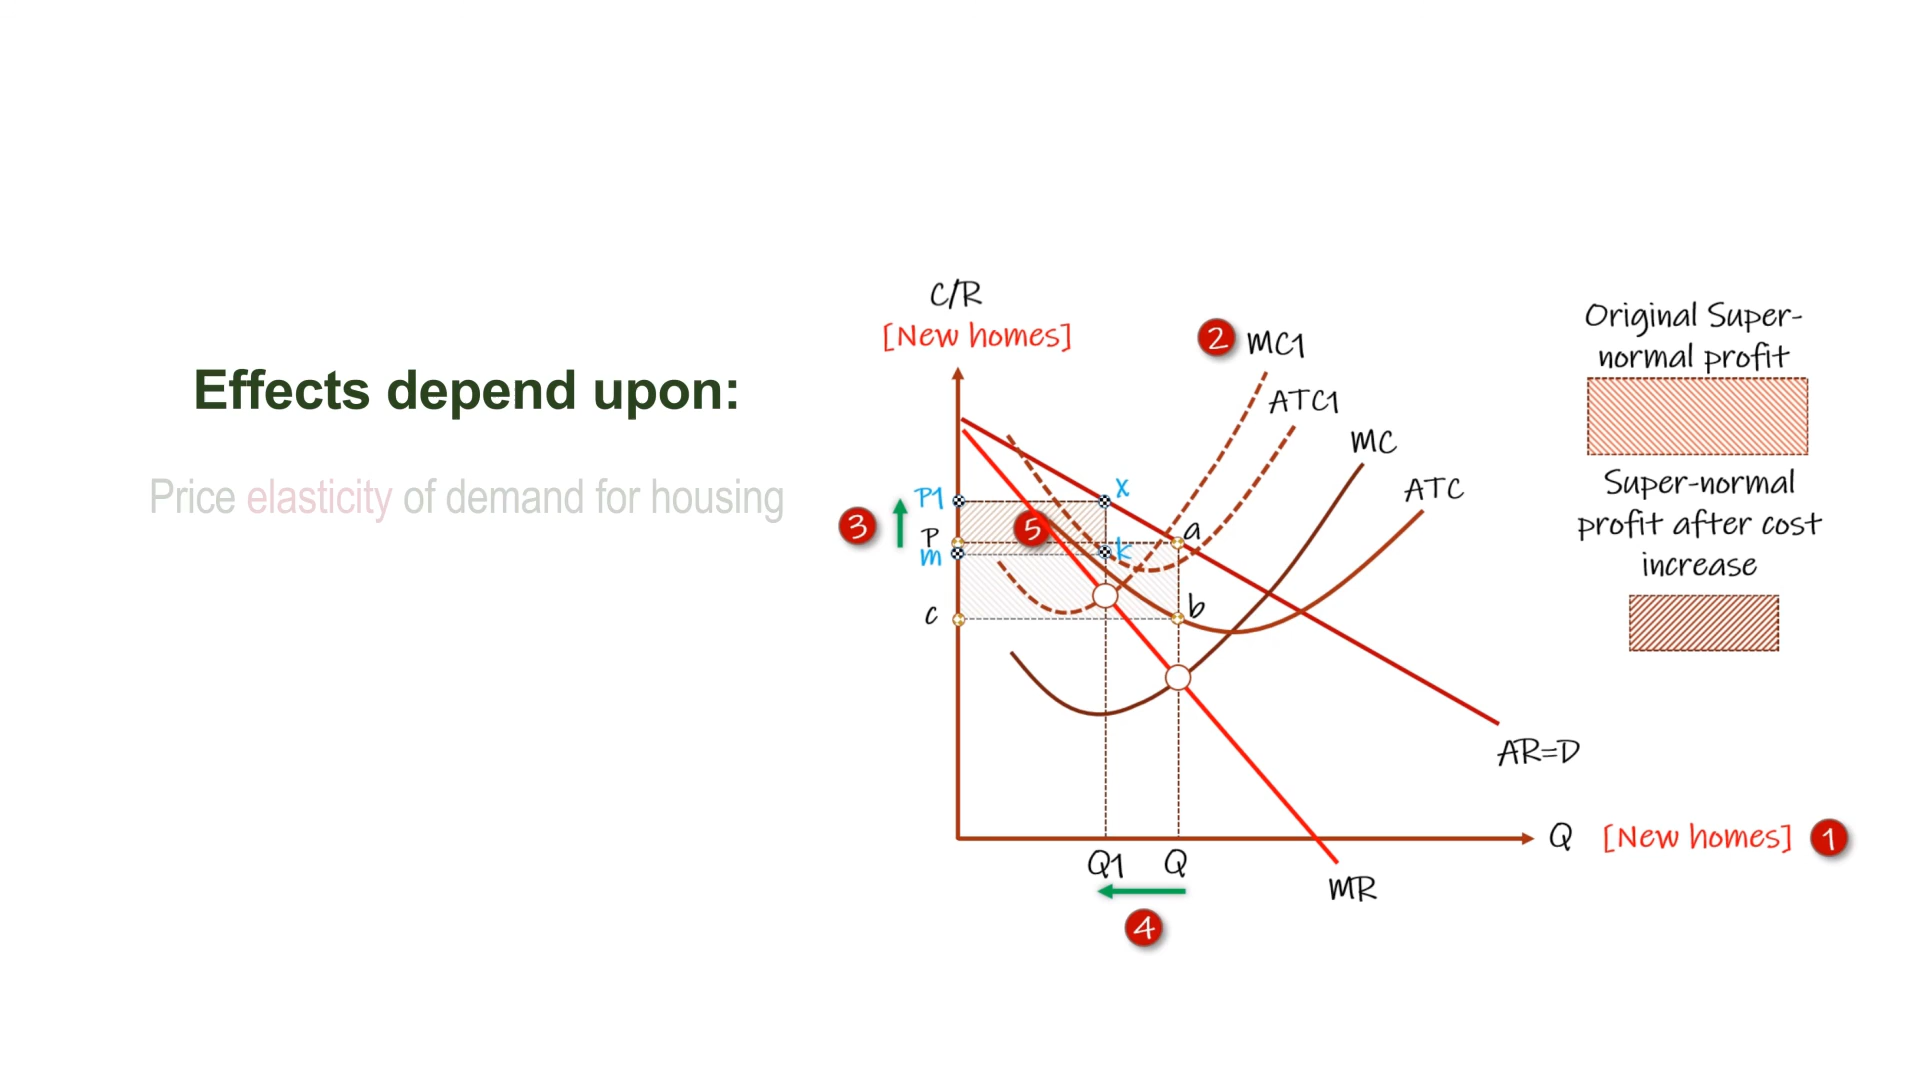 Effects depend upon:
Price elasticity of demand for housing
C/R
[New homes]
2 MC1
ATC1
MC
ATC
P1
x
3
P
5
a
m
k
c
b
AR=D
Q [New homes] 1
Q1 Q
MR
4
Original Super-
normal profit
Super-normal
profit after cost
increase